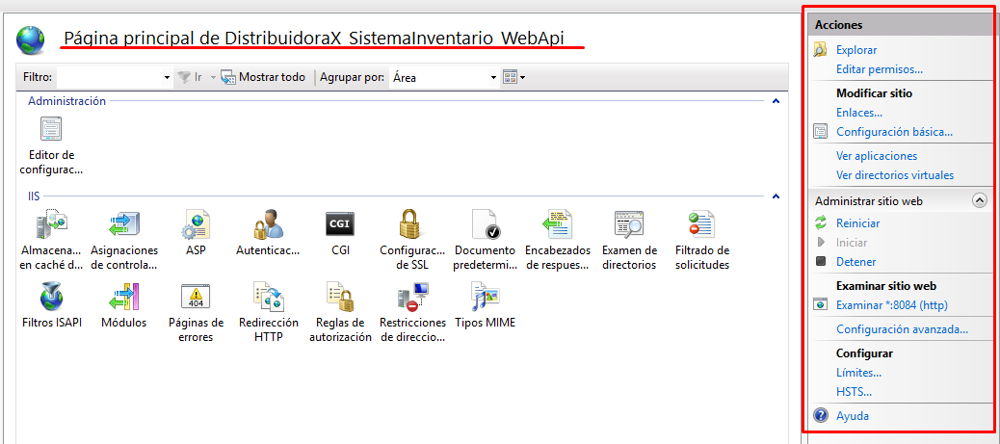 Página principal de DistribuidoraX_SistemaInventario_WebApi
Filtro:
Ir
Mostrar todo
Agrupar por:
Área
Administración
Editor de
configurac...
IIS
Almacena...
en caché d...
Asignaciones
de controla...
ASP
Autenticac...
CGI
Configurac...
de SSL
Documento
predetermi...
Encabezados
de respues...
Examen de
directorios
Filtrado de
solicitudes
Filtros ISAPI
Módulos
404
Páginas de
errores
Redirección
HTTP
Reglas de
autorización
Restricciones
de direccio...
Tipos MIME
Acciones
Explorar
Editar permisos...
Modificar sitio
Enlaces...
Configuración básica...
Ver aplicaciones
Ver directorios virtuales
Administrar sitio web
Reiniciar
Iniciar
Detener
Examinar sitio web
Examinar *:8084 (http)
Configuración avanzada...
Configurar
Límites...
HSTS...
Ayuda